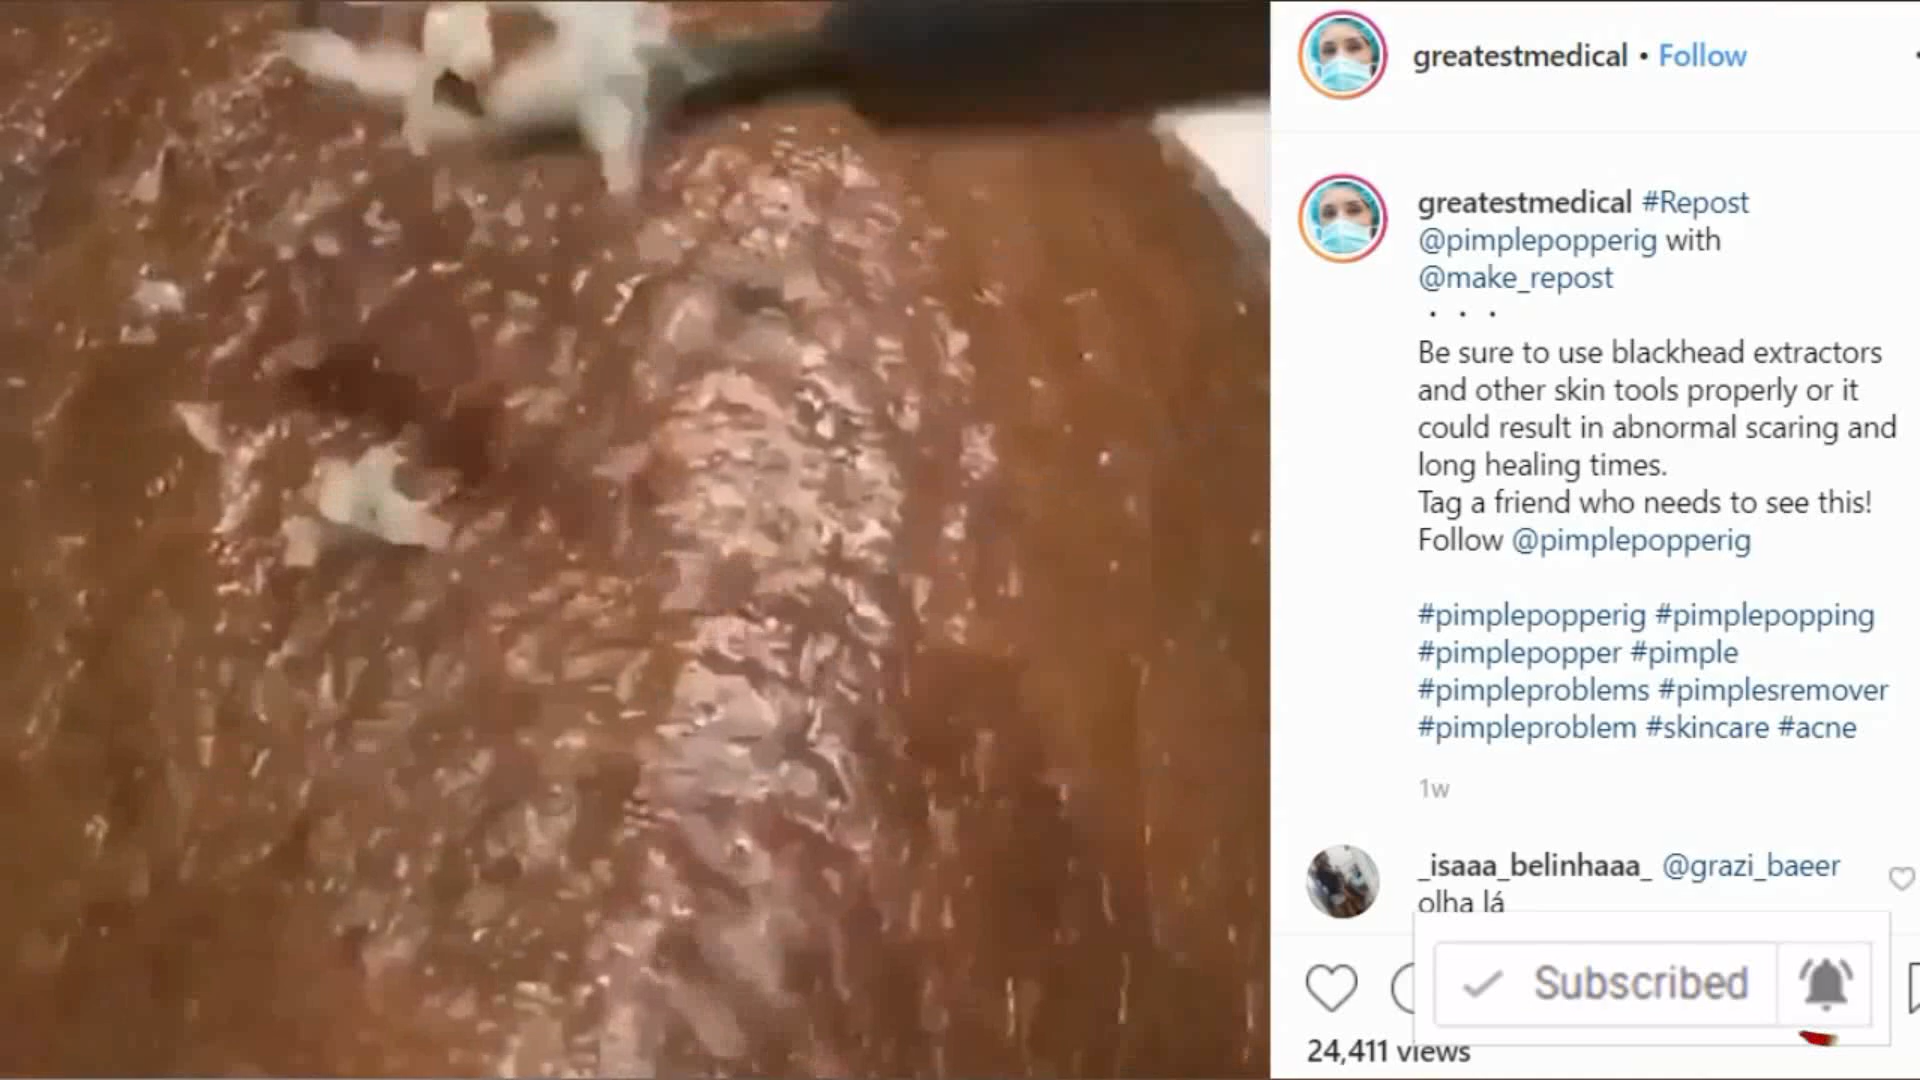 greatestmedical • Follow
greatestmedical #Repost
@pimplepopperig with
@make_repost
. . .
Be sure to use blackhead extractors
and other skin tools properly or it
could result in abnormal scaring and
long healing times.
Tag a friend who needs to see this!
Follow @pimplepopperig
#pimplepopperig #pimplepopping
#pimplepopper #pimple
#pimpleproblems #pimplesremover
#pimpleproblem #skincare #acne
1w
_isaaa_belinhaaa_ @grazi_baeer
olha lá
Subscribed
24,411 views